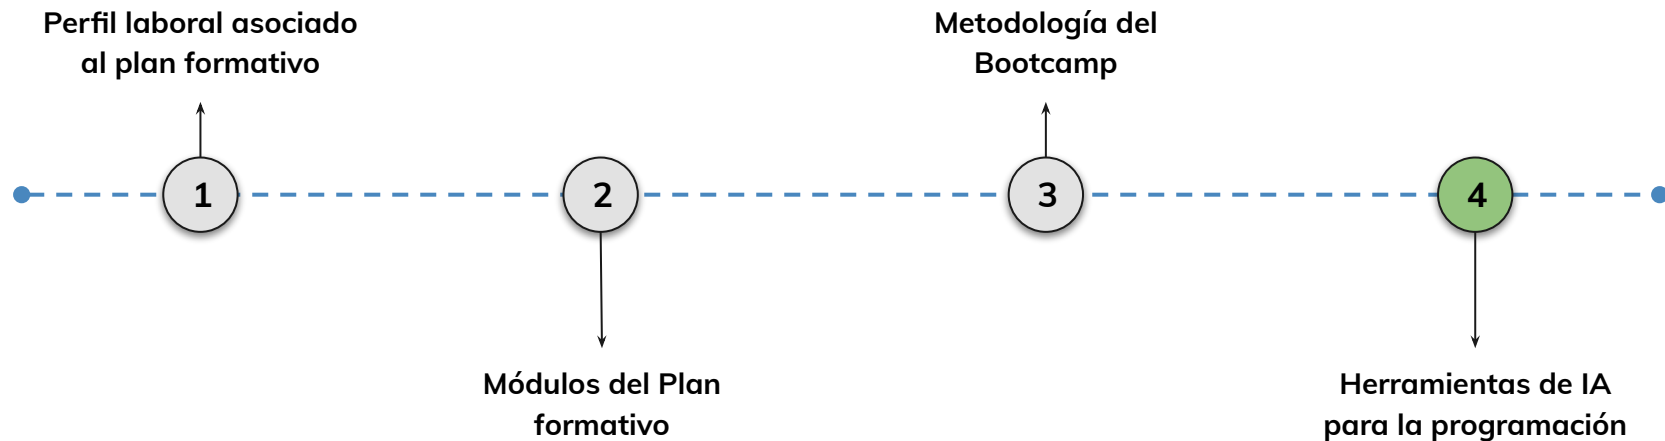 Perfil laboral asociado
al plan formativo
Metodología del
Bootcamp
1
2
3
4
Módulos del Plan
formativo
Herramientas de IA
para la programación